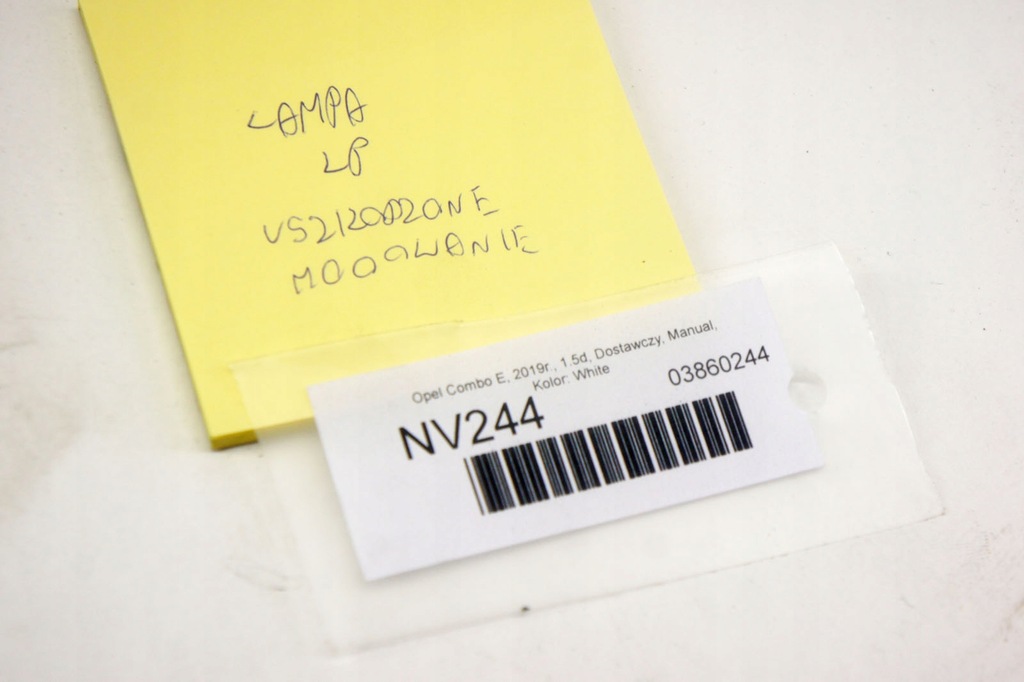 LAMPA
LP
USZKODZONE
MOCOWANIE
Opel Combo E, 2019r., 1.5d, Dostawczy, Manual,
Kolor: White
03860244
NV244